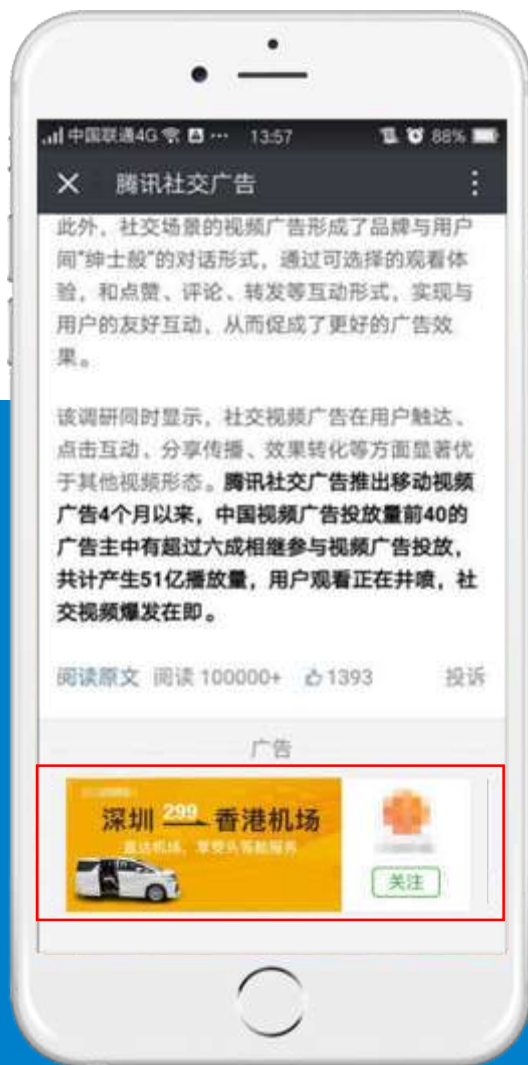 中国联通4G ··· 13:57 88%
× 腾讯社交广告
此外，社交场景的视频广告形成了品牌与用户
间“绅士般”的对话形式，通过可选择的观看体
验，和点赞、评论、转发等互动形式，实现与
用户的友好互动、从而促成了更好的广告效
果。
该调研同时显示，社交视频广告在用户触达、
点击互动、分享传播、效果转化等方面显著优
于其他视频形态。腾讯社交广告推出移动视频
广告4个月以来，中国视频广告投放量前40的
广告主中有超过六成相继参与视频广告投放，
共计产生51亿播放量，用户观看正在井喷，社
交视频爆发在即。
阅读原文 阅读 100000+ 1393 投诉
广告
深圳 299 香港机场
直达机场，享受头等舱服务
关注